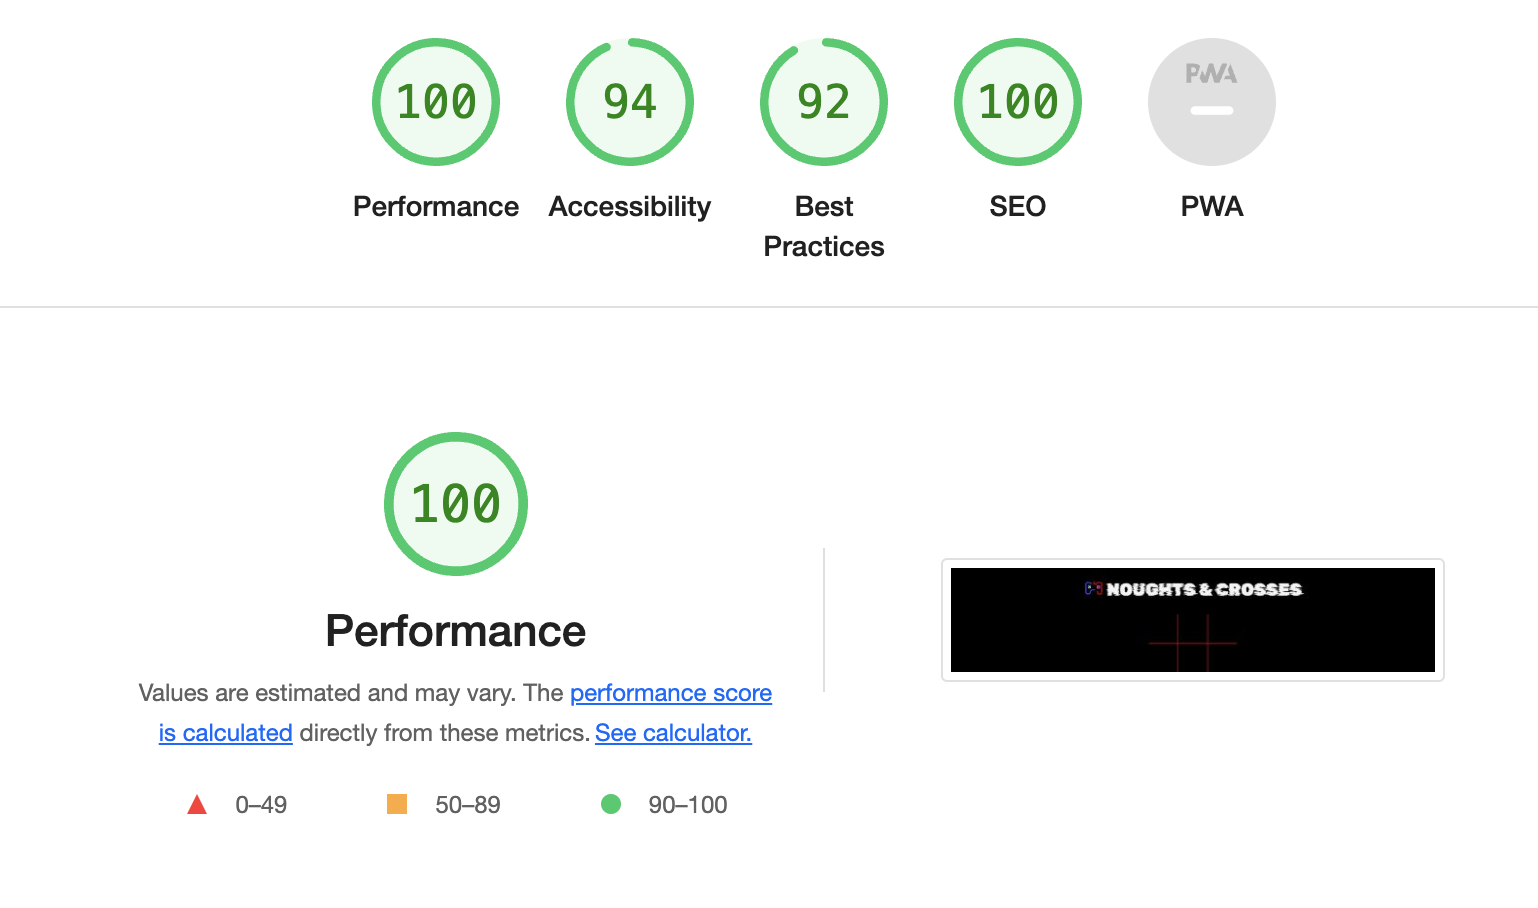 100 94 92 100 PWA
Performance Accessibility Best Practices SEO PWA
100
Performance
Values are estimated and may vary. The performance score
is calculated directly from these metrics. See calculator.
0–49 50–89 90–100
NOUGHTS & CROSSES